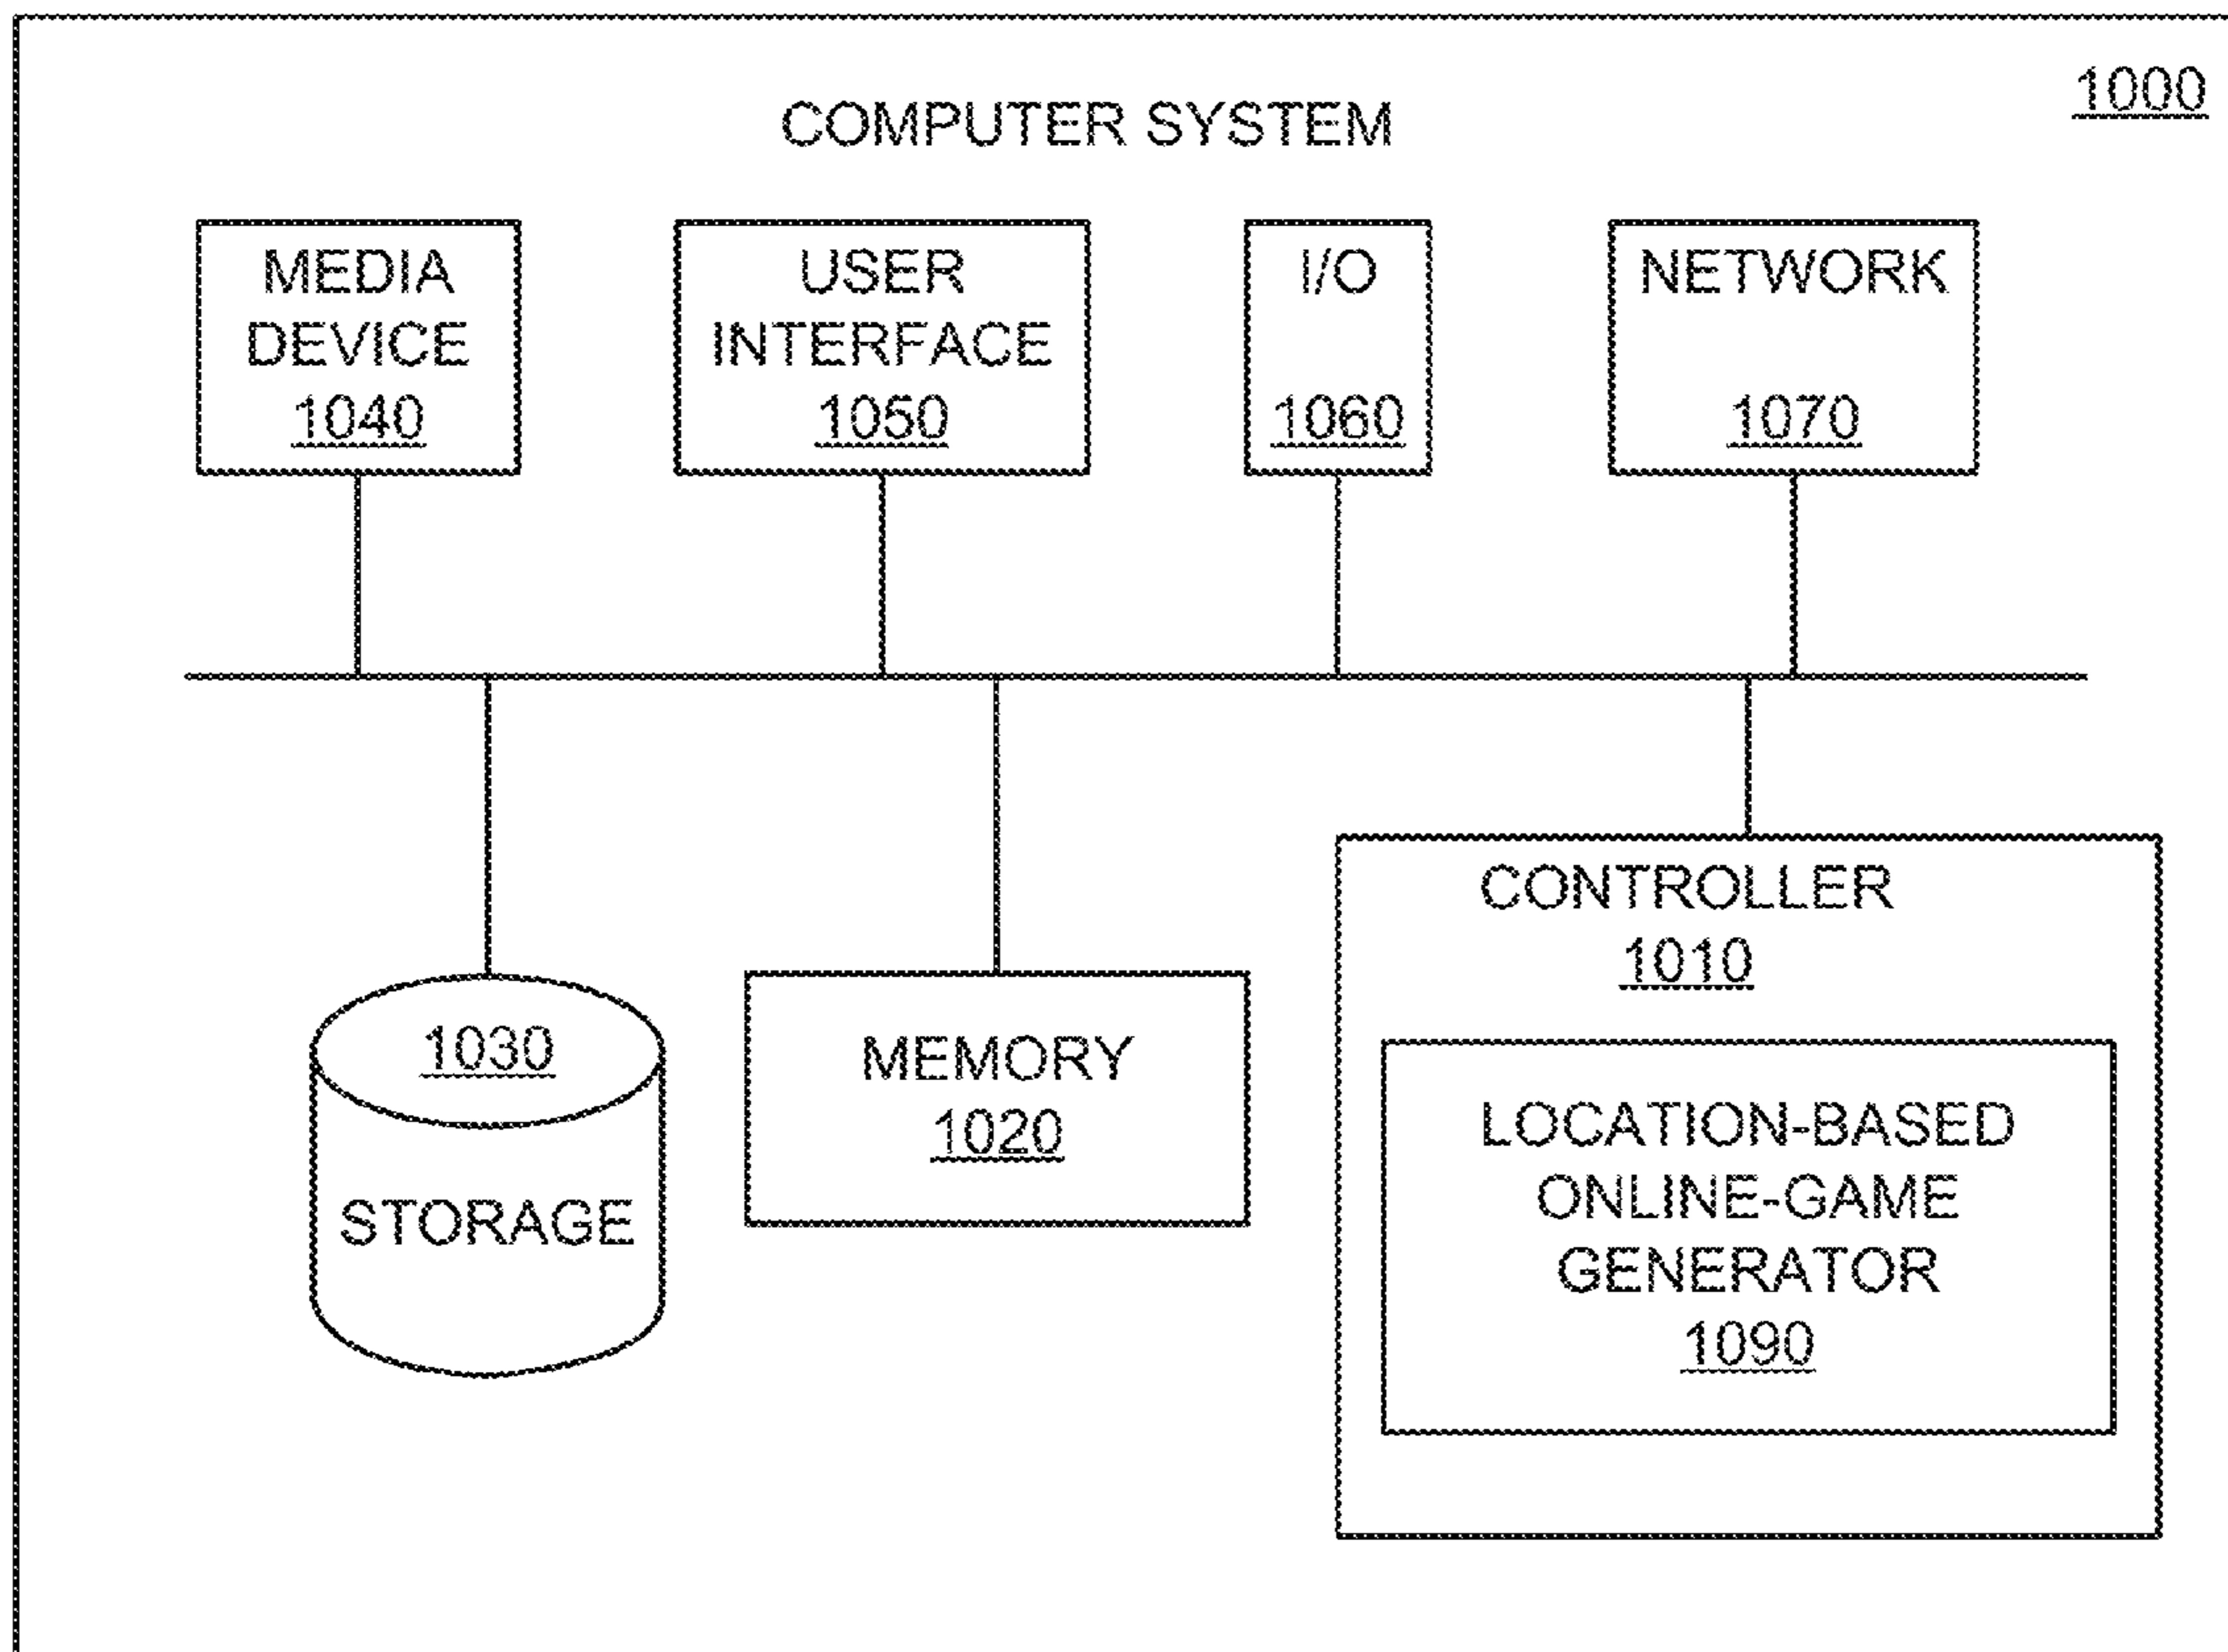 1000
COMPUTER SYSTEM
MEDIA
DEVICE
1040
USER
INTERFACE
1050
I/O
1060
NETWORK
1070
1030
STORAGE
MEMORY
1020
CONTROLLER
1010
LOCATION-BASED
ONLINE-GAME
GENERATOR
1090